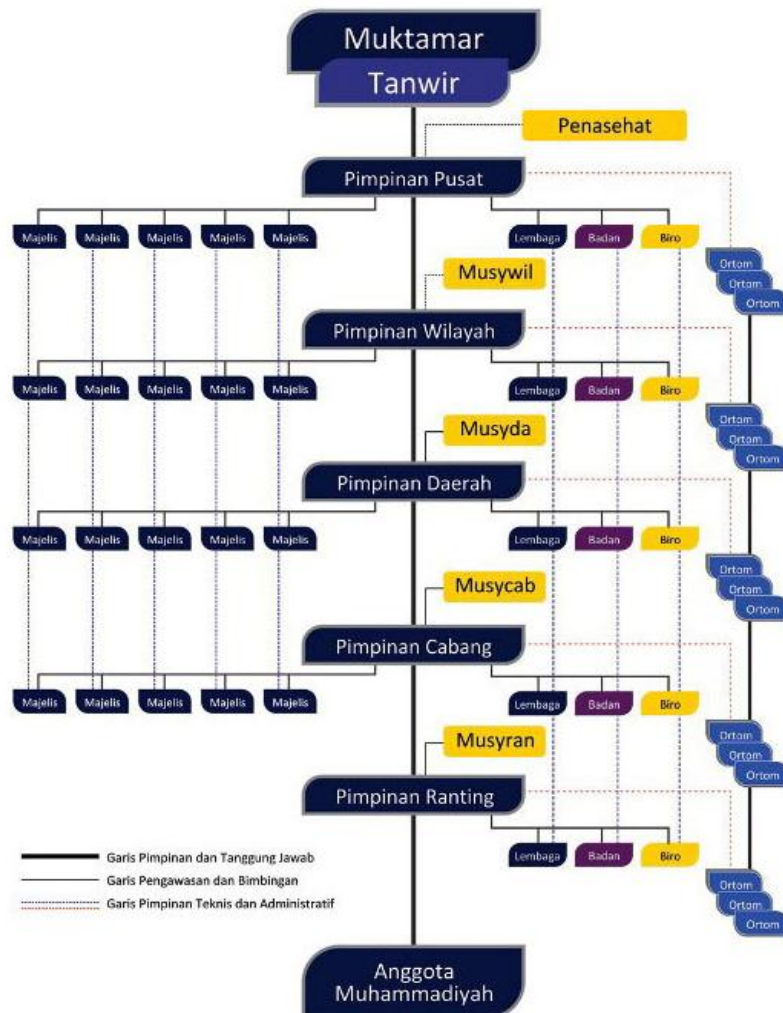 Muktamar
Tanwir
Penasehat
Pimpinan Pusat
Majelis Majelis Majelis Majelis Majelis Lembaga Badan Biro
Ortom
Ortom
Ortom
Musywil
Pimpinan Wilayah
Majelis Majelis Majelis Majelis Majelis Lembaga Badan Biro
Ortom
Ortom
Ortom
Musyda
Pimpinan Daerah
Majelis Majelis Majelis Majelis Majelis Lembaga Badan Biro
Ortom
Ortom
Ortom
Musycab
Pimpinan Cabang
Majelis Majelis Majelis Majelis Majelis Lembaga Badan Biro
Ortom
Ortom
Ortom
Musyran
Pimpinan Ranting
Lembaga Badan Biro
Ortom
Ortom
Ortom
Garis Pimpinan dan Tanggung Jawab
Garis Pengawasan dan Bimbingan
Garis Pimpinan Teknis dan Administratif
Anggota
Muhammadiyah